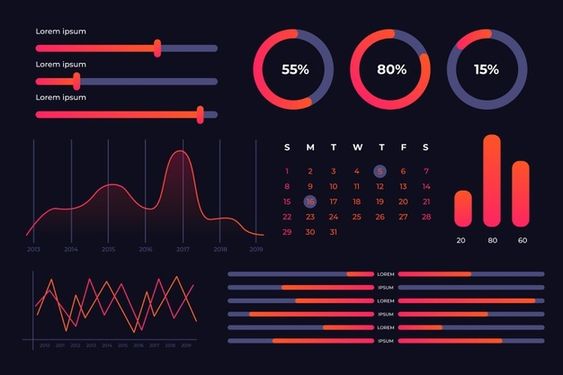 Lorem ipsum
Lorem ipsum
Lorem ipsum
55%
80%
15%
2013 2014 2015 2016 2017 2018 2019
S M T W T F S
1 2 3 4 5 6 7
8 9 10 11 12 13 14
15 16 17 18 19 20 21
22 23 24 25 26 27 28
29 30 31
20 80 60
2010 2011 2012 2013 2014 2015 2016 2017 2018 2019
LOREM
IPSUM
LOREM
IPSUM
LOREM
IPSUM